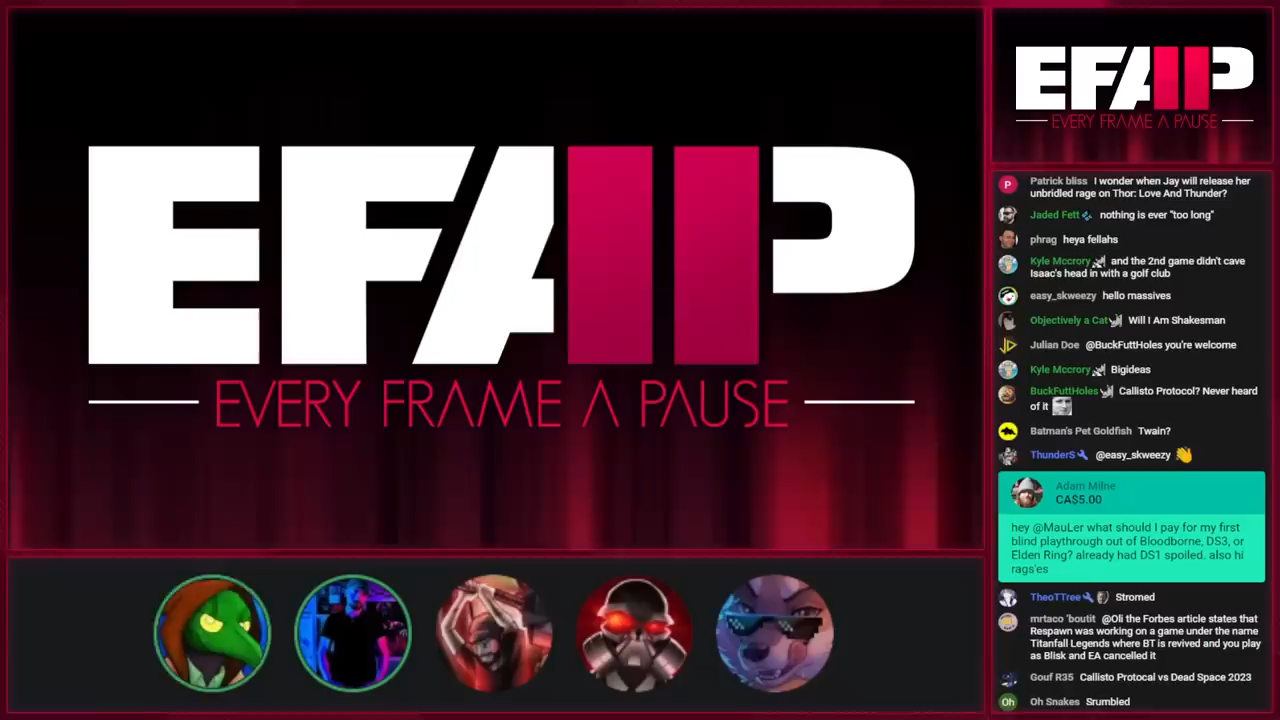 EFAP
EVERY FRAME A PAUSE
EFAP
EVERY FRAME A PAUSE
P
Patrick bliss I wonder when Jay will release her
unbridled rage on Thor: Love And Thunder?
Jaded Fett nothing is ever "too long"
phrag heya fellahs
Kyle Mccrory and the 2nd game didn't cave
Isaac's head in with a golf club
easy_skweezy hello massives
Objectively a Cat Will I Am Shakesman
JD Julian Doe @BuckFuttHoles you're welcome
Kyle Mccrory Bigideas
BuckFuttHoles Callisto Protocol? Never heard
of it
Batman's Pet Goldfish Twain?
ThunderS @easy_skweezy 👋
Adam Milne
CA$5.00
hey @MauLer what should I pay for my first
blind playthrough out of Bloodborne, DS3, or
Elden Ring? already had DS1 spoiled. also hi
rags'es
TheoTTree Stromed
mrtaco 'boutit @Oli the Forbes article states that
Respawn was working on a game under the name
Titanfall Legends where BT is revived and you play
as Blisk and EA cancelled it
Gouf R35 Callisto Protocal vs Dead Space 2023
Oh Oh Snakes Srumbled